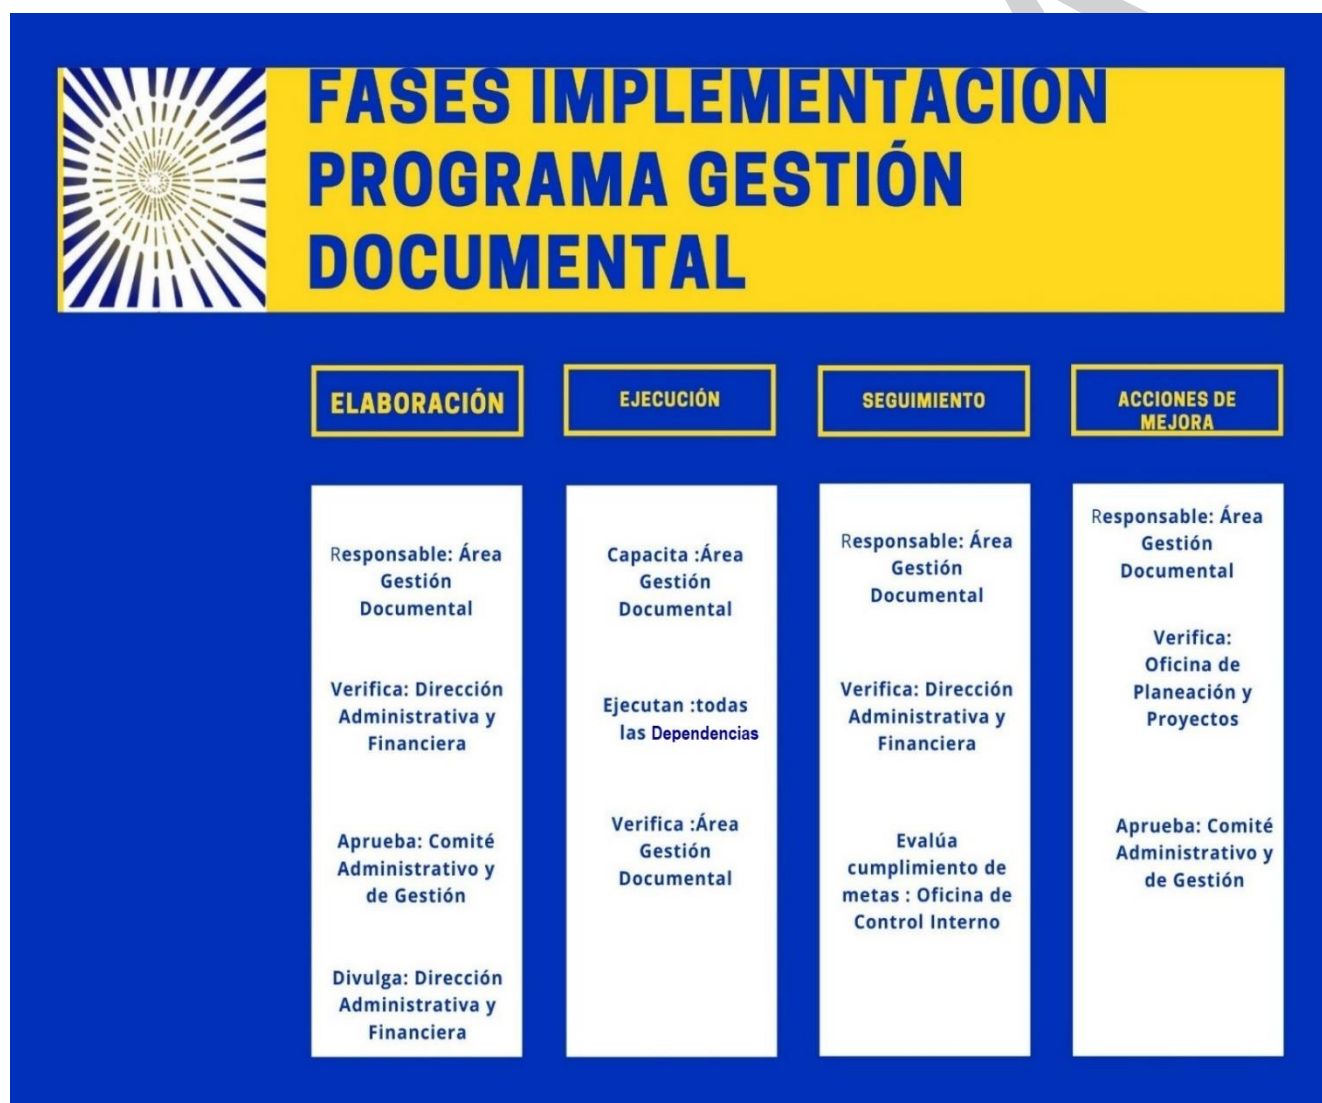 FASES IMPLEMENTACIÓN
PROGRAMA GESTIÓN
DOCUMENTAL
ELABORACIÓN
Responsable: Área
Gestión
Documental
Verifica: Dirección
Administrativa y
Financiera
Aprueba: Comité
Administrativo y
de Gestión
Divulga: Dirección
Administrativa y
Financiera
EJECUCIÓN
Capacita :Área
Gestión
Documental
Ejecutan :todas
las Dependencias
Verifica :Área
Gestión
Documental
SEGUIMIENTO
Responsable: Área
Gestión
Documental
Verifica: Dirección
Administrativa y
Financiera
Evalúa
cumplimiento de
metas : Oficina de
Control Interno
ACCIONES DE
MEJORA
Responsable: Área
Gestión
Documental
Verifica:
Oficina de
Planeación y
Proyectos
Aprueba: Comité
Administrativo y
de Gestión